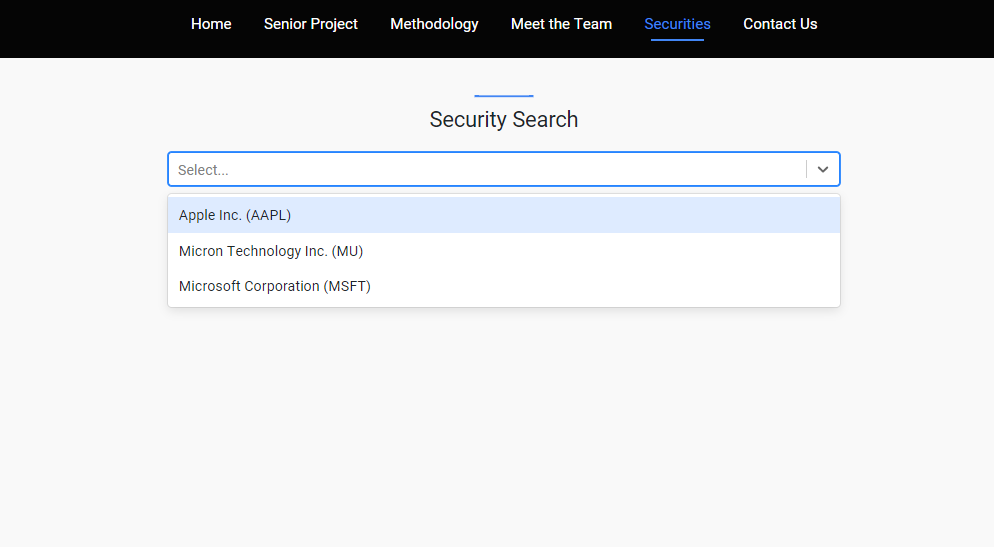 Home Senior Project Methodology Meet the Team Securities Contact Us
Security Search
Select...
Apple Inc. (AAPL)
Micron Technology Inc. (MU)
Microsoft Corporation (MSFT)